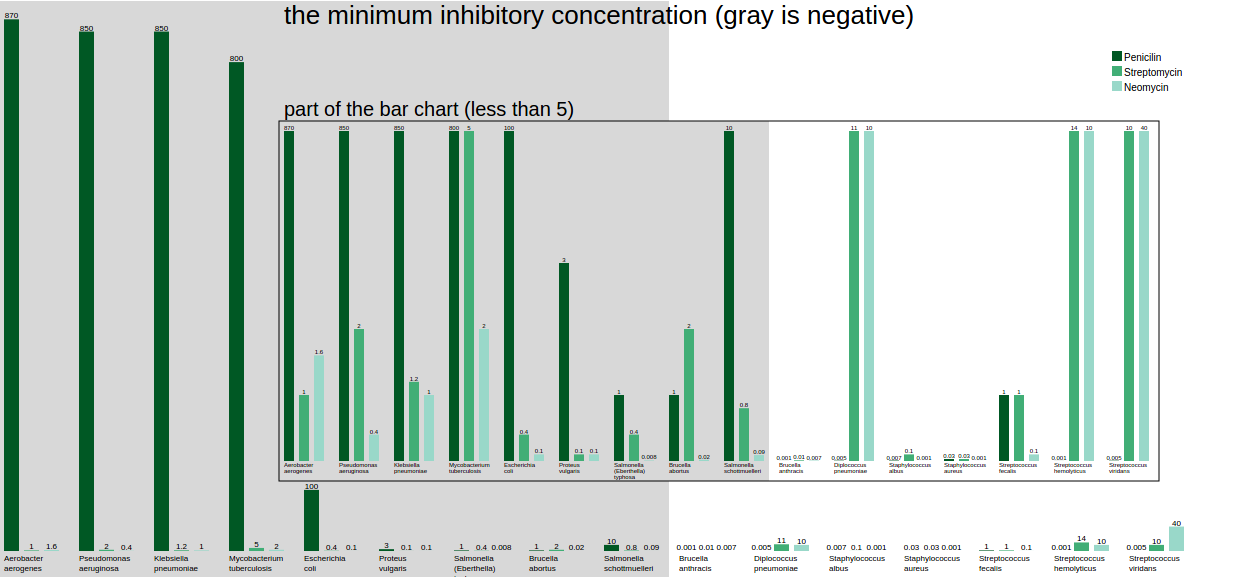 the minimum inhibitory concentration (gray is negative)
870
850
850
800
Penicilin
Streptomycin
Neomycin
part of the bar chart (less than 5)
870 850 850 800 5 100 10 11 10 14 10 10 40
3
2 2 2
1.6
1.2
1 1 1 1 1 1
0.8
0.4 0.4 0.4 0.1 0.1 0.1 0.008 0.02 0.09 0.001 0.01 0.007 0.005 0.007 0.1 0.001 0.03 0.03 0.001 0.1 0.001 0.005
Aerobacter Pseudomonas Klebsiella Mycobacterium Escherichia Proteus Salmonella Brucella Salmonella Brucella Diplococcus Staphylococcus Staphylococcus Streptococcus Streptococcus Streptococcus
aerogenes aeruginosa pneumoniae tuberculosis coli vulgaris (Eberthella) abortus schottmuelleri anthracis pneumoniae albus aureus fecalis hemolyticus viridans
typhosa
100
40
1 1.6 2 0.4 1.2 1 5 2 0.4 0.1 3 0.1 0.1 1 0.4 0.008 1 2 0.02 10 0.8 0.09 0.001 0.01 0.007 0.005 11 10 0.007 0.1 0.001 0.03 0.03 0.001 1 1 0.1 0.001 14 10 0.005 10
Aerobacter Pseudomonas Klebsiella Mycobacterium Escherichia Proteus Salmonella Brucella Salmonella Brucella Diplococcus Staphylococcus Staphylococcus Streptococcus Streptococcus Streptococcus
aerogenes aeruginosa pneumoniae tuberculosis coli vulgaris (Eberthella) abortus schottmuelleri anthracis pneumoniae albus aureus fecalis hemolyticus viridans